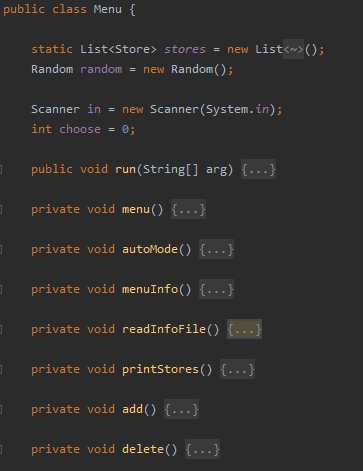 public class Menu {
static List<Store> stores = new List<~>();
Random random = new Random();
Scanner in = new Scanner(System.in);
int choose = 0;
public void run(String[] arg) {...}
private void menu() {...}
private void autoMode() {...}
private void menuInfo() {...}
private void readInfoFile() {...}
private void printStores() {...}
private void add() {...}
private void delete() {...}